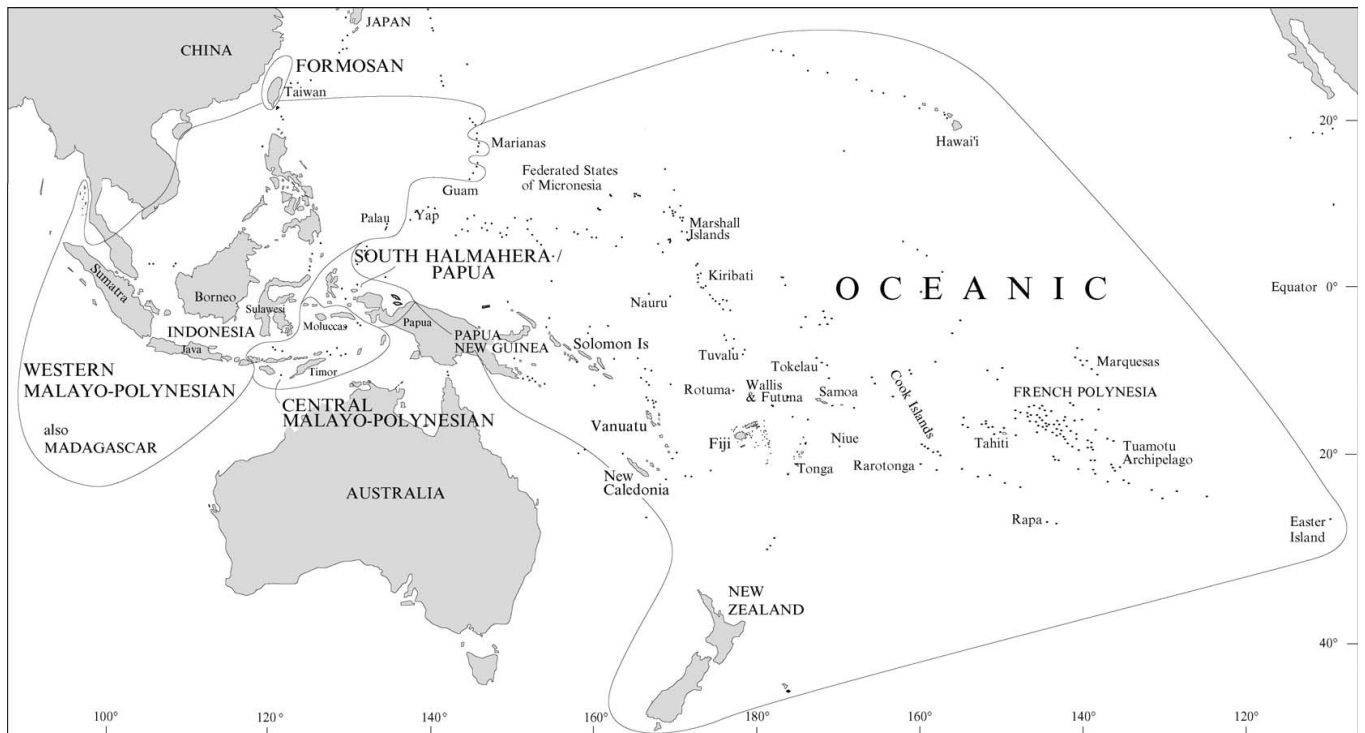 JAPAN
CHINA
FORMOSAN
Taiwan
20°
Hawai'i
Marianas
Federated States
of Micronesia
Guam
Palau
Yap
Marshall
Islands
SOUTH HALMAHERA-/
PAPUA
Kiribati
OCEANIC
Equator
0°
Sumatra
Borneo
Sulawesi
Nauru
INDONESIA
Moluccas
Papua
PAPUA
NEW GUINEA
Solomon Is
Java
Tuvalu
Tokelau
Marquesas
WESTERN
MALAYO-POLYNESIAN
Timor
Rotuma
Wallis
& Futuna
Samoa
Cook Islands
FRENCH POLYNESIA
CENTRAL
MALAYO-POLYNESIAN
also
MADAGASCAR
Vanuatu
Fiji
Niue
Tahiti
Tuamotu
Archipelago
20°
Tonga
Rarotonga
New
Caledonia
AUSTRALIA
Rapa
Easter
Island
NEW
ZEALAND
40°
100°
120°
140°
160°
180°
160°
140°
120°